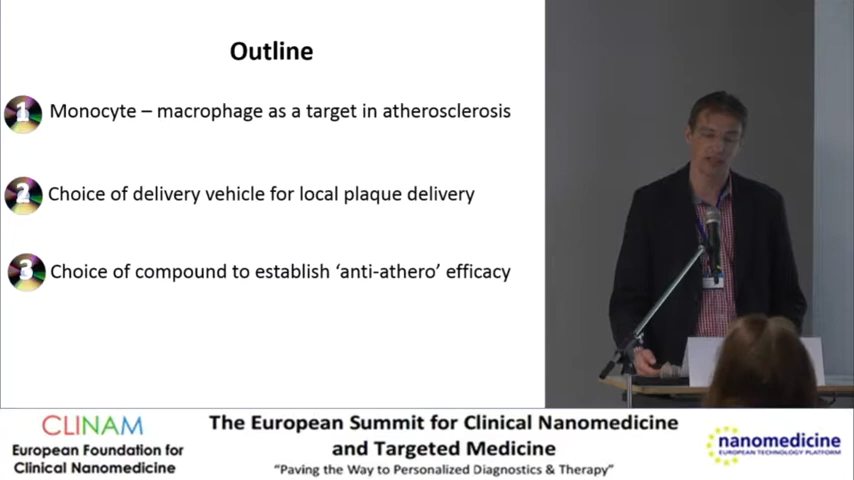 Outline
1 Monocyte – macrophage as a target in atherosclerosis
2 Choice of delivery vehicle for local plaque delivery
3 Choice of compound to establish ‘anti-athero’ efficacy
CLINAM
European Foundation for
Clinical Nanomedicine
The European Summit for Clinical Nanomedicine
and Targeted Medicine
“Paving the Way to Personalized Diagnostics & Therapy”
nanomedicine
EUROPEAN TECHNOLOGY PLATFORM